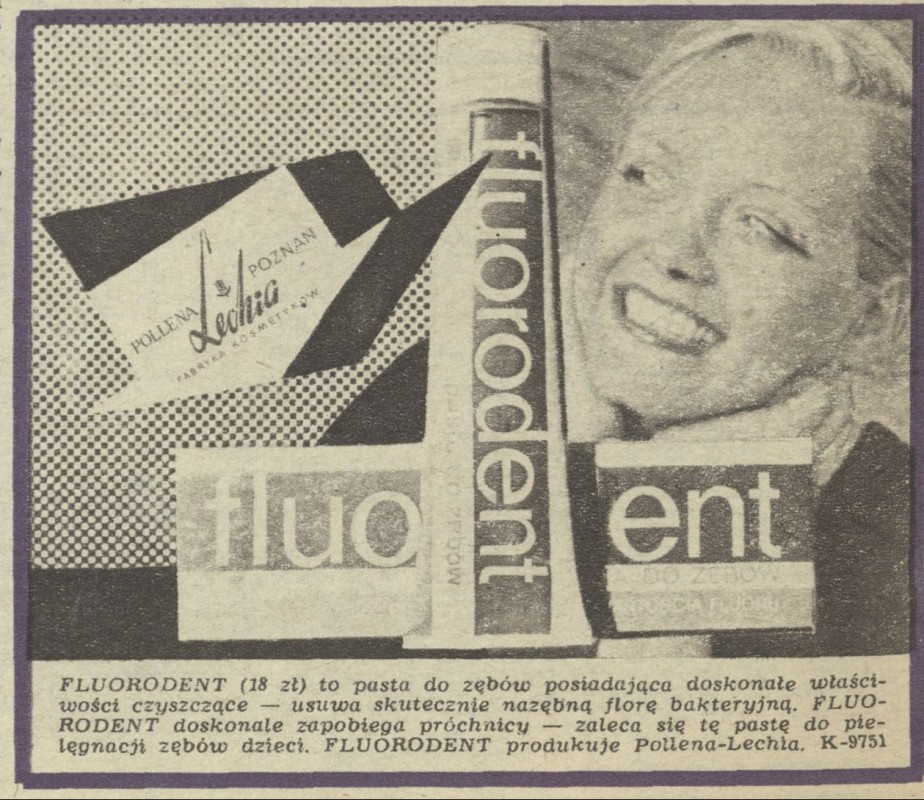 POLLENA Lechia POZNAŃ
FABRYKA KOSMETYKÓW
fluorodent
fluo
ent
DO ZĘBÓW
FLUORODENT (18 zł) to pasta do zębów posiadająca doskonałe właści-
wości czyszczące — usuwa skutecznie nazębną florę bakteryjną. FLUO-
RODENT doskonale zapobiega próchnicy — zaleca się tę pastę do pie-
lęgnacji zębów dzieci. FLUORODENT produkuje Pollena-Lechia. K-9751